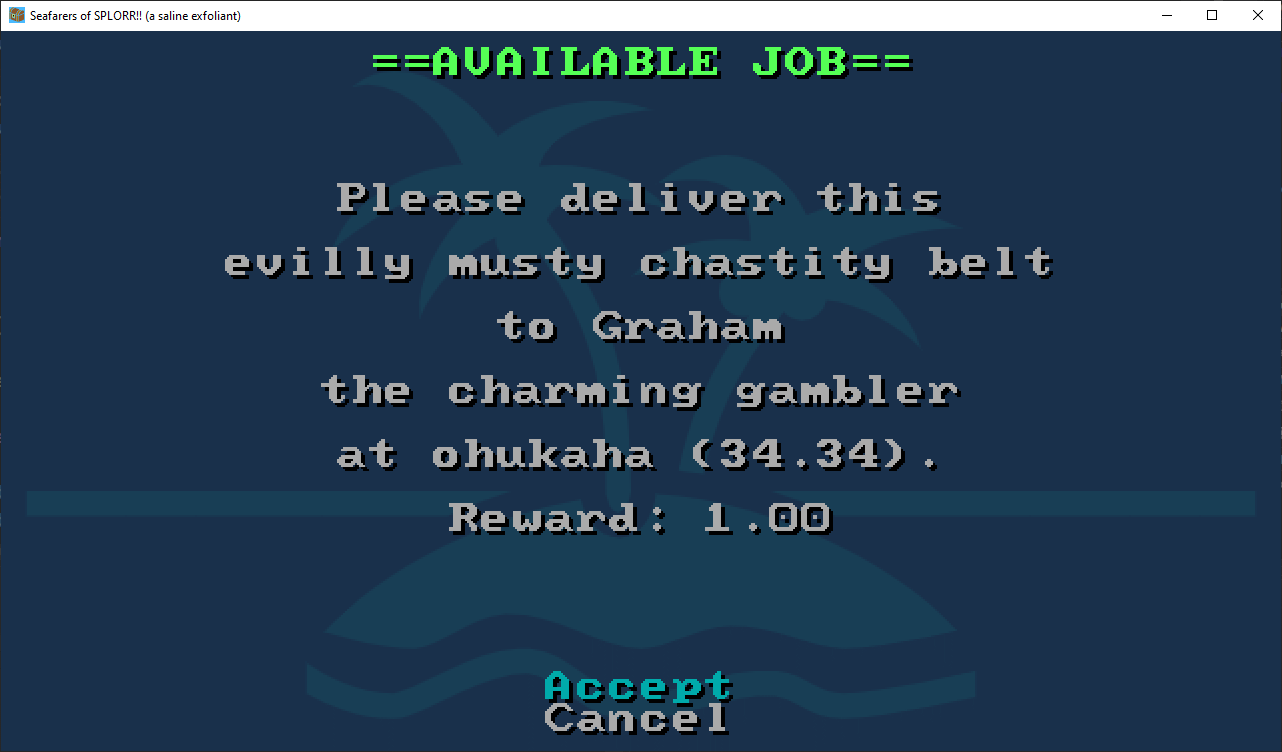 Seafarers of SPLORR!! (a saline exfoliant)
==AVAILABLE JOB==
Please deliver this
evilly musty chastity belt
to Graham
the charming gambler
at ohukaha (34.34).
Reward: 1.00
Accept
Cancel